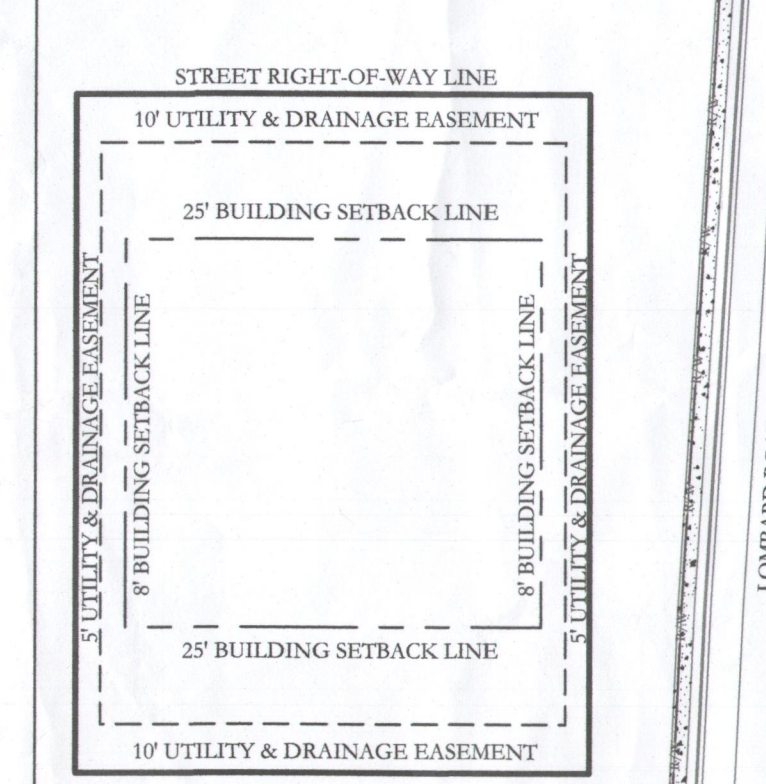 STREET RIGHT-OF-WAY LINE
10' UTILITY & DRAINAGE EASEMENT
25' BUILDING SETBACK LINE
5' UTILITY & DRAINAGE EASEMENT
8' BUILDING SETBACK LINE
8' BUILDING SETBACK LINE
5' UTILITY & DRAINAGE EASEMENT
25' BUILDING SETBACK LINE
10' UTILITY & DRAINAGE EASEMENT
R/W
R/W
R/W
R/W
R/W
R/W
LOMBARD